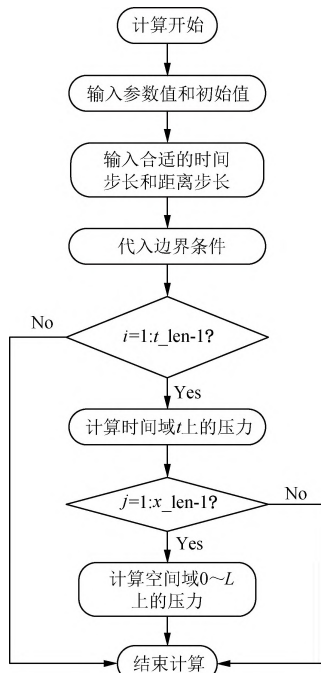 计算开始
输入参数值和初始值
输入合适的时间
步长和距离步长
代入边界条件
No
i=1:t_len-1?
Yes
计算时间域t上的压力
j=1:x_len-1?
No
Yes
计算空间域0~L
上的压力
结束计算